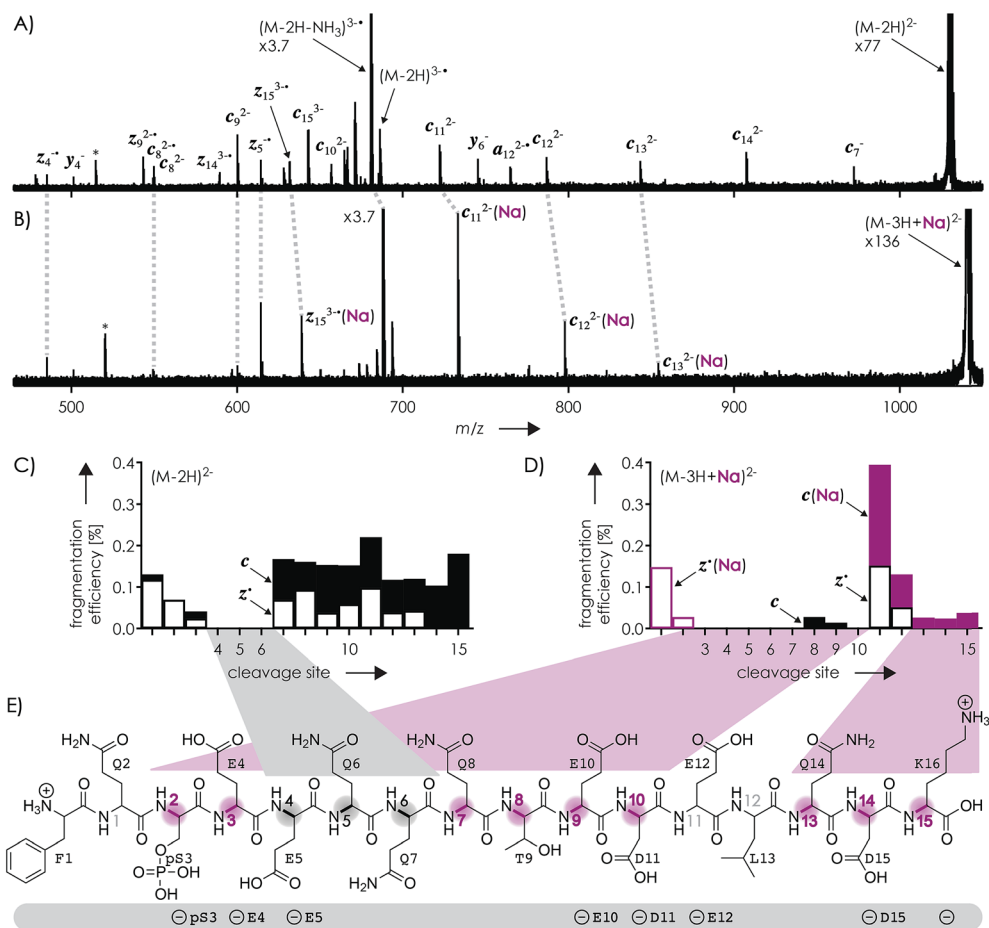 A)
(M-2H-NH₃)³⁻•
x3.7
(M-2H)³⁻•
(M-2H)²⁻
x77
z₄⁻•
y₄⁻
*
z₉²⁻•
c₈²⁻•
c₈²⁻
z₁₄³⁻•
c₉²⁻
z₅⁻•
z₁₅³⁻•
c₁₅³⁻
c₁₀²⁻
c₁₁²⁻
y₆⁻
a₁₂²⁻•
c₁₂²⁻
c₁₃²⁻
c₁₄²⁻
c₇⁻
B)
x3.7
c₁₁²⁻(Na)
(M-3H+Na)²⁻
x136
*
z₁₅³⁻•(Na)
c₁₂²⁻(Na)
c₁₃²⁻(Na)
500 600 700 800 900 1000
m/z
C)
(M-2H)²⁻
fragmentation
efficiency [%]
0.4
0.3
0.2
0.1
0.0
c
z•
4 5 6 10 15
cleavage site
D)
(M-3H+Na)²⁻
fragmentation
efficiency [%]
0.4
0.3
0.2
0.1
0.0
c(Na)
z•(Na)
z•
c
3 4 5 6 7 8 9 10 15
cleavage site
E)
H₂N O
Q2
HO O
E4
H₂N O
Q6
H₂N O
Q8
O OH
E10
O OH
E12
O NH₂
Q14
⊕
NH₃
K16
⊕
H₃N
O
N
H
1
O
H
N
2
O
N
H
3
O
H
N
4
O
N
H
5
O
H
N
6
O
N
H
7
O
H
N
8
O
N
H
9
O
H
N
10
O
N
H
11
O
H
N
12
O
N
H
13
O
H
N
14
O
N
H
15
OH
O
F1
O
pS3
O P OH
OH
HO O
E5
H₂N O
Q7
T9
OH
O
D11
OH
L13
O
D15
OH
⊖ pS3 ⊖ E4 ⊖ E5 ⊖ E10 ⊖ D11 ⊖ E12 ⊖ D15 ⊖